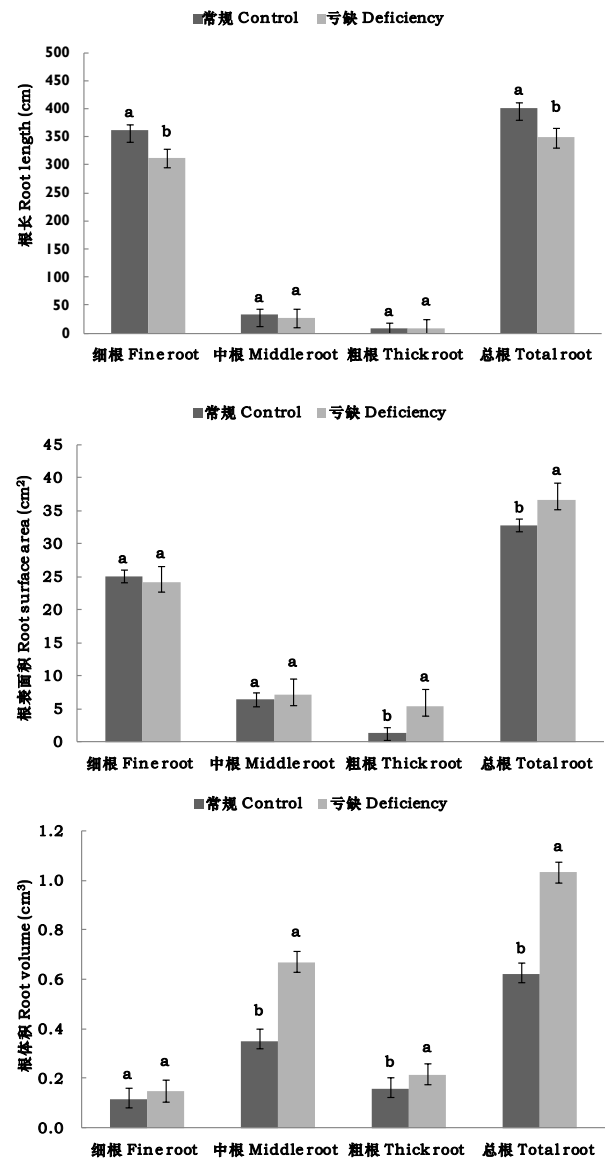 常规 Control 亏缺 Deficiency
500
450
400
350
300
250
200
150
100
50
0
根长 Root length (cm)
a b a a a a a b
细根 Fine root 中根 Middle root 粗根 Thick root 总根 Total root
常规 Control 亏缺 Deficiency
45
40
35
30
25
20
15
10
5
0
根表面积 Root surface area (cm²)
a a a a b a b a
细根 Fine root 中根 Middle root 粗根 Thick root 总根 Total root
常规 Control 亏缺 Deficiency
1.2
1.0
0.8
0.6
0.4
0.2
0.0
根体积 Root volume (cm³)
a a b a b a b a
细根 Fine root 中根 Middle root 粗根 Thick root 总根 Total root